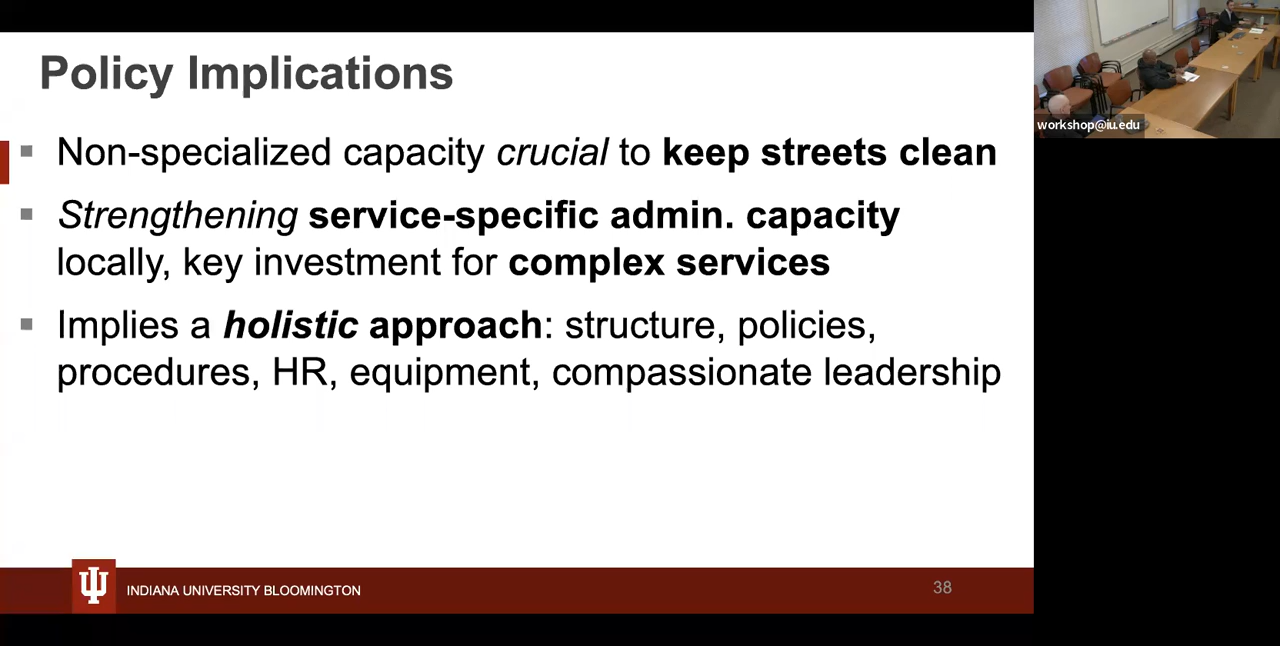 Policy Implications
▪ Non-specialized capacity crucial to keep streets clean
▪ Strengthening service-specific admin. capacity
locally, key investment for complex services
▪ Implies a holistic approach: structure, policies,
procedures, HR, equipment, compassionate leadership
INDIANA UNIVERSITY BLOOMINGTON
38
workshop@iu.edu